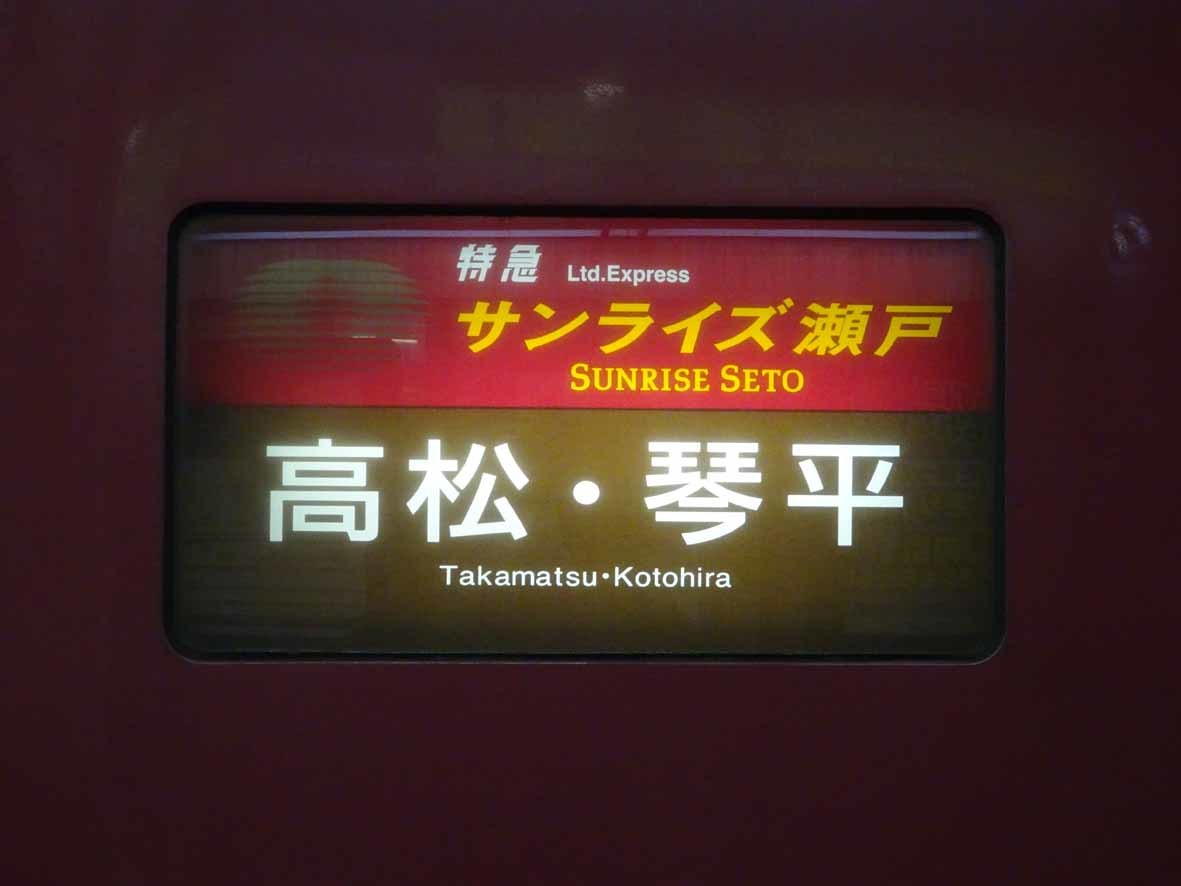 特急 Ltd.Express
サンライズ瀬戸
SUNRISE SETO
高松・琴平
Takamatsu・Kotohira